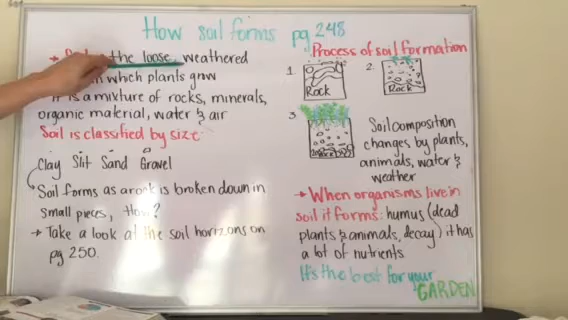 How soil forms pg 248
the loose, weathered
in which plants grow
It is a mixture of rocks, minerals,
organic material, water & air
Soil is classified by size:
Clay Silt Sand Gravel
Soil forms as a rock is broken down in
small pieces, How?
→ Take a look at the soil horizons on
pg 250.
Process of soil formation
1.
Rock
2.
Rock
3.
Soil composition
changes by plants,
animals, water &
weather
→ When organisms live in
soil it forms: humus (dead
plants & animals, decay) it has
a lot of nutrients
It's the best for your
GARDEN